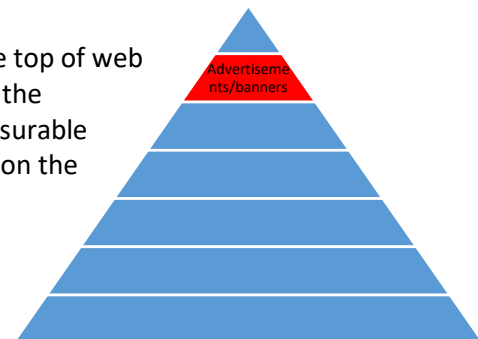 e top of web
the
surable
on the
Advertiseme
nts/banners